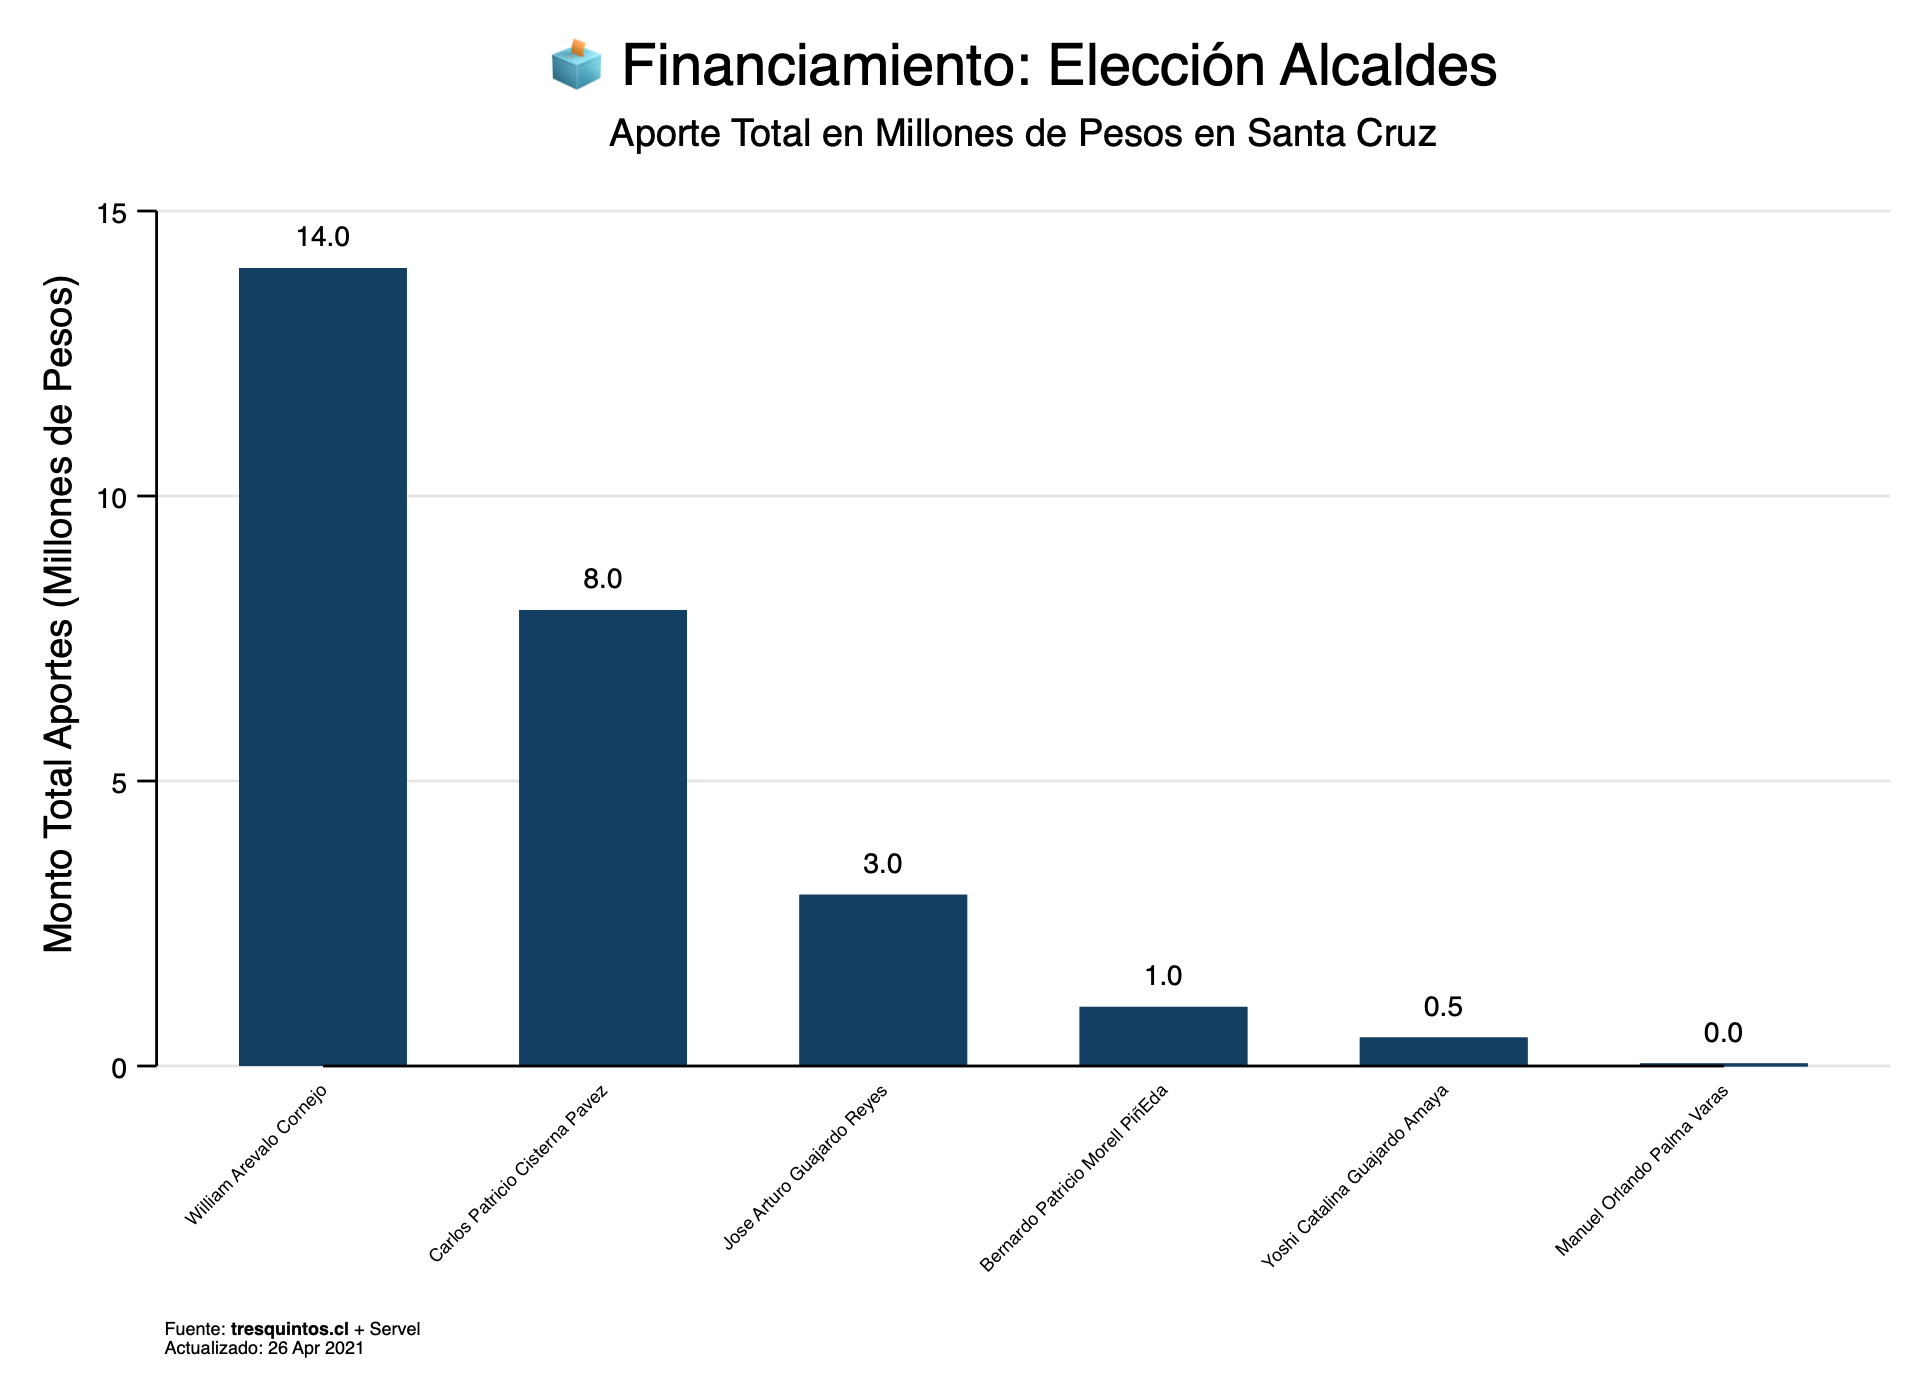 Financiamiento: Elección Alcaldes
Aporte Total en Millones de Pesos en Santa Cruz
Monto Total Aportes (Millones de Pesos)
15
10
5
0
14.0
8.0
3.0
1.0
0.5
0.0
William Arevalo Cornejo
Carlos Patricio Cisterna Pavez
Jose Arturo Guajardo Reyes
Bernardo Patricio Morell PiñEda
Yoshi Catalina Guajardo Amaya
Manuel Orlando Palma Varas
Fuente: tresquintos.cl + Servel
Actualizado: 26 Apr 2021